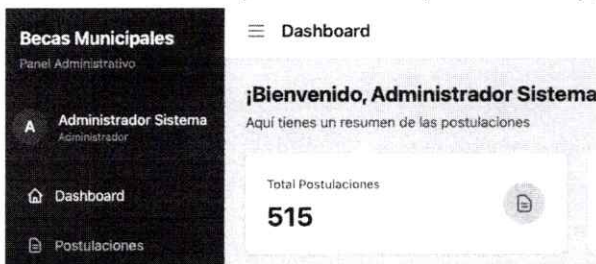 Becas Municipales
Panel Administrativo
A
Administrador Sistema
Administrador
Dashboard
Postulaciones
Dashboard
¡Bienvenido, Administrador Sistema
Aquí tienes un resumen de las postulaciones
Total Postulaciones
515